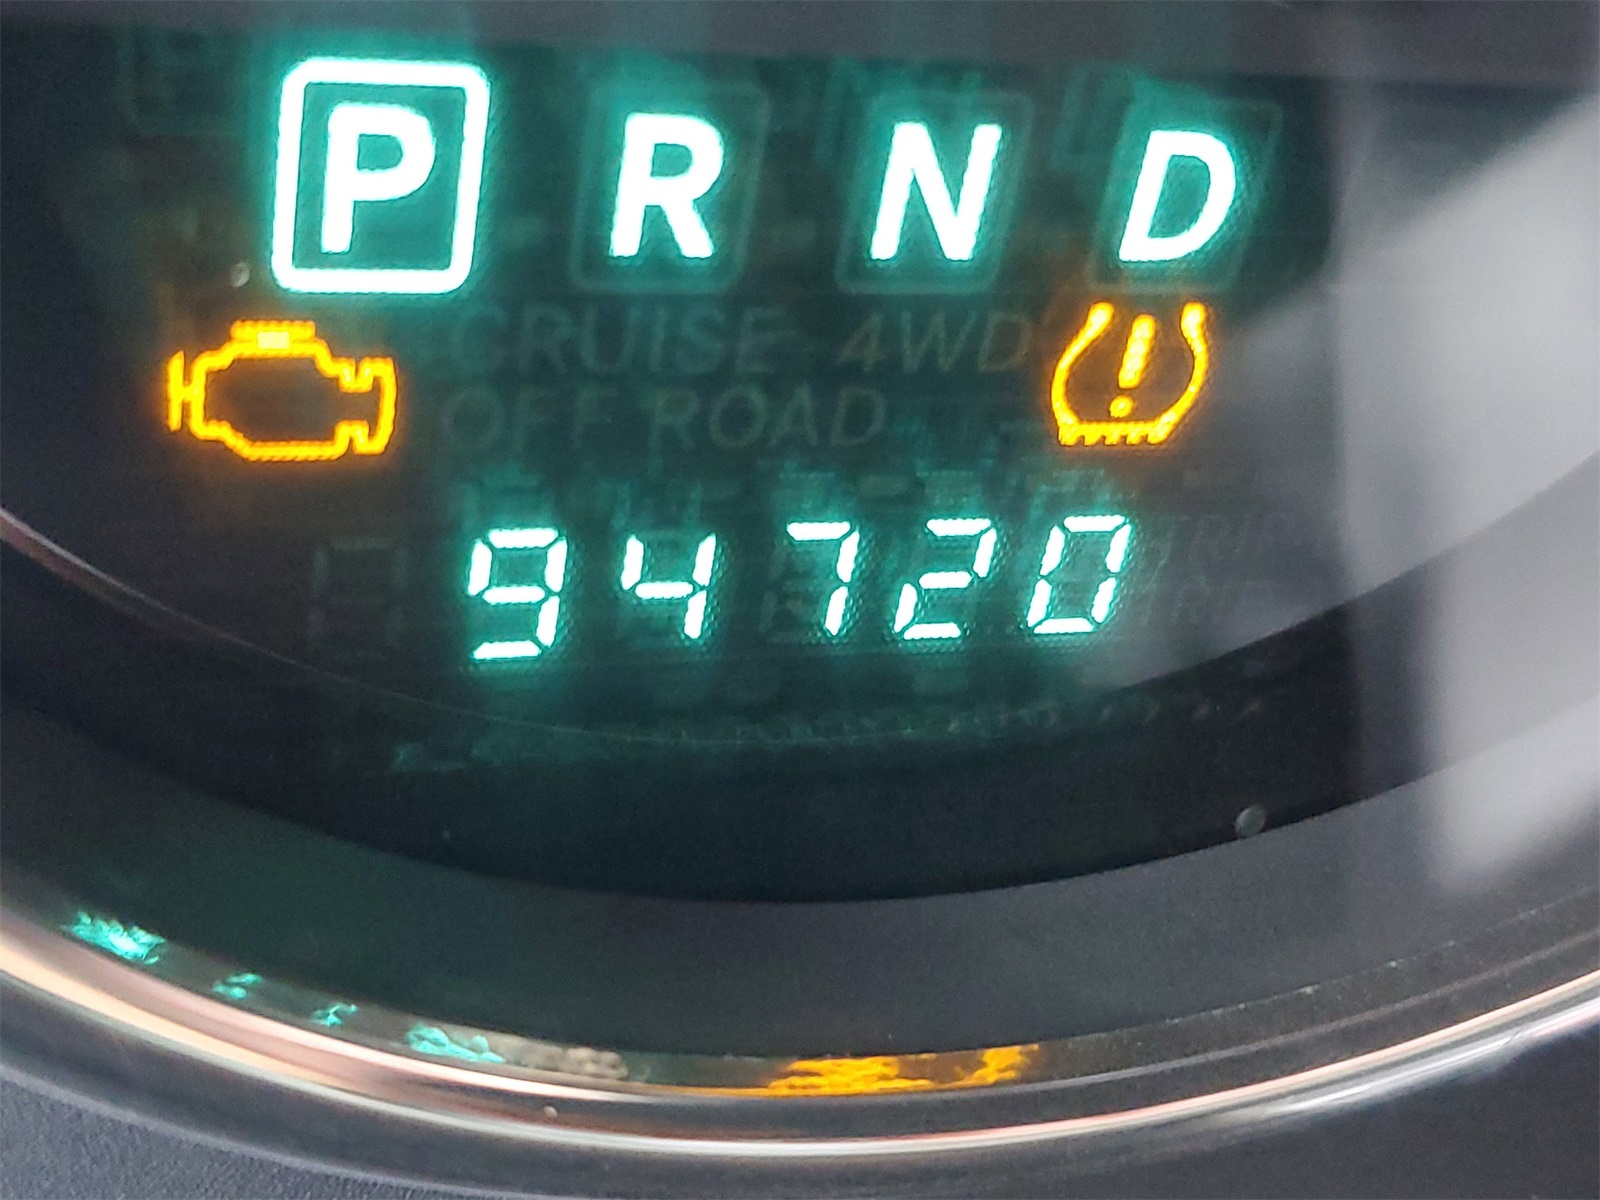 P R N D
CRUISE 4WD
OFF ROAD
94720